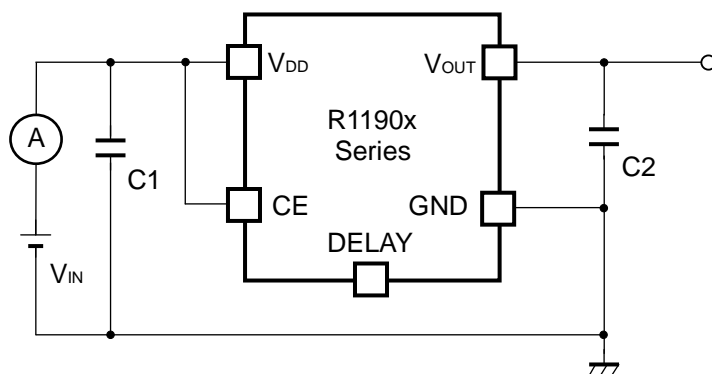 VDD
VOUT
R1190x
Series
A
C1
C2
CE
GND
DELAY
VIN